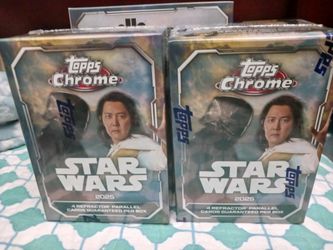 topps
Chrome
STAR
WARS
2025
4 REFRACTOR PARALLEL
CARDS GUARANTEED PER BOX
topps
topps
Chrome
STAR
WARS
2025
4 REFRACTOR PARALLEL
CARDS GUARANTEED PER BOX
topps
topps